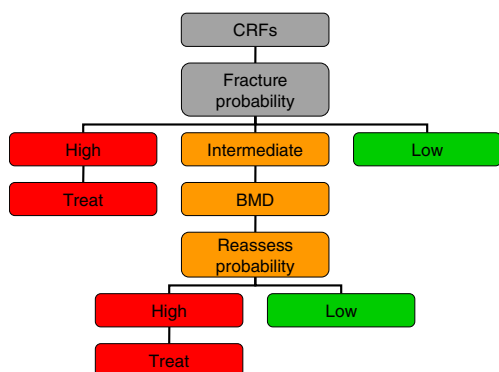 CRFs
Fracture
probability
High
Intermediate
Low
Treat
BMD
Reassess
probability
High
Low
Treat